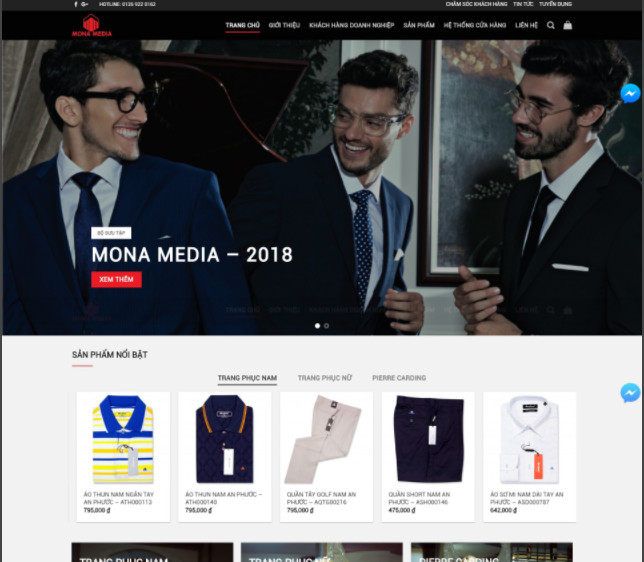 HOTLINE: 0126 922 0162
CHĂM SÓC KHÁCH HÀNG TIN TỨC TUYỂN DỤNG
MONA MEDIA
TRANG CHỦ GIỚI THIỆU KHÁCH HÀNG DOANH NGHIỆP SẢN PHẨM HỆ THỐNG CỬA HÀNG LIÊN HỆ
BỘ SƯU TẬP
MONA MEDIA – 2018
XEM THÊM
SẢN PHẨM NỔI BẬT
TRANG PHỤC NAM TRANG PHỤC NỮ PIERRE CARDING
ÁO THUN NAM NGẮN TAY
AN PHƯỚC – ATH000113
795,000 ₫
ÁO THUN NAM AN PHƯỚC –
ATH000140
795,000 ₫
QUẦN TÂY GOLF NAM AN
PHƯỚC – AQTG00216
795,000 ₫
QUẦN SHORT NAM AN
PHƯỚC – ASH000146
475,000 ₫
ÁO SƠ MI NAM DÀI TAY AN
PHƯỚC – ASD000787
642,000 ₫
TRANG PHỤC NAM
TRANG PHỤC NỮ
PIERRE CARDING